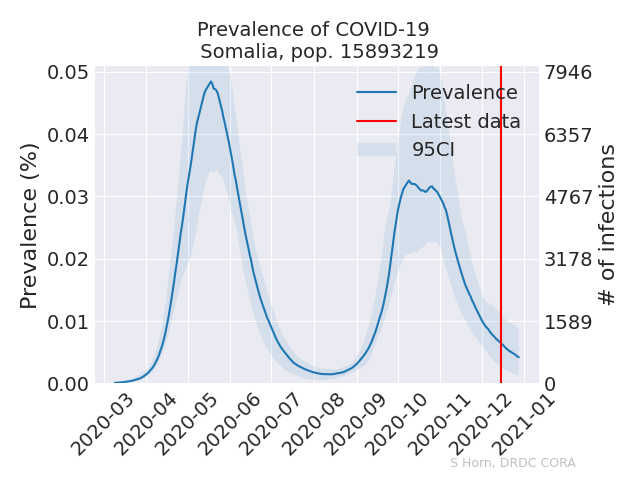 Prevalence of COVID-19
Somalia, pop. 15893219
Prevalence (%)
0.05
0.04
0.03
0.02
0.01
0.00
Prevalence
Latest data
95CI
7946
6357
4767
3178
1589
0
# of infections
2020-03
2020-04
2020-05
2020-06
2020-07
2020-08
2020-09
2020-10
2020-11
2020-12
2021-01
S Horn, DRDC CORA